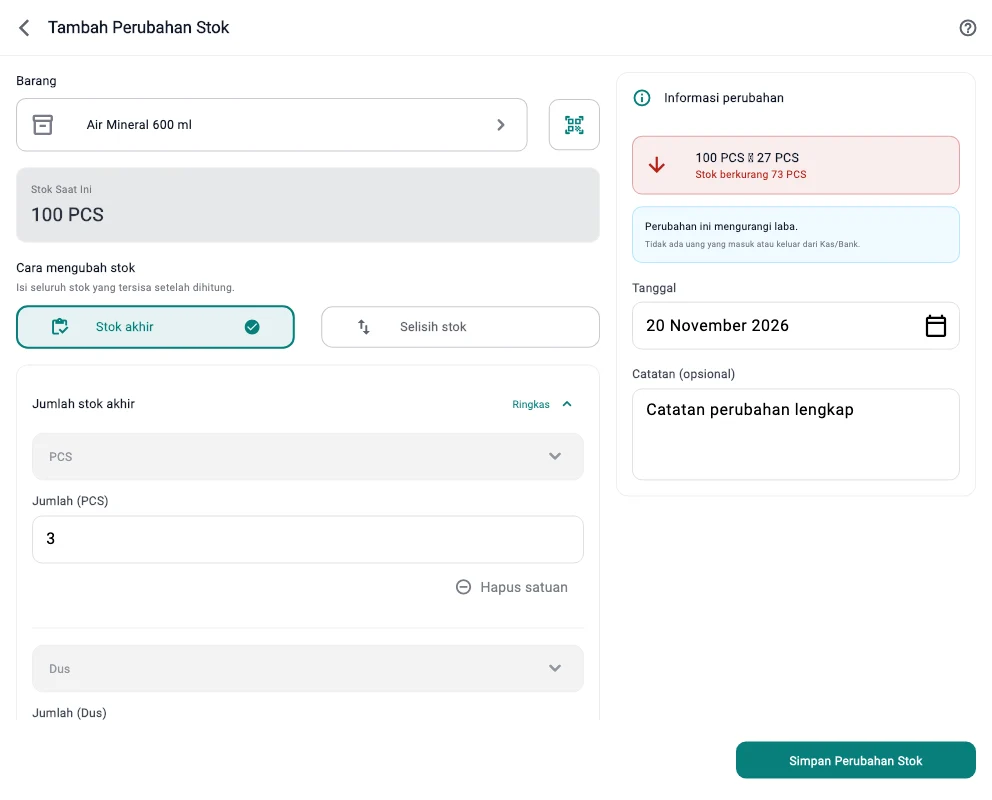 Tambah Perubahan Stok
Barang
Air Mineral 600 ml
Stok Saat Ini
100 PCS
Cara mengubah stok
Isi seluruh stok yang tersisa setelah dihitung.
Stok akhir
Selisih stok
Jumlah stok akhir
Ringkas
PCS
Jumlah (PCS)
3
Hapus satuan
Dus
Jumlah (Dus)
Informasi perubahan
100 PCS 27 PCS
Stok berkurang 73 PCS
Perubahan ini mengurangi laba.
Tidak ada uang yang masuk atau keluar dari Kas/Bank.
Tanggal
20 November 2026
Catatan (opsional)
Catatan perubahan lengkap
Simpan Perubahan Stok